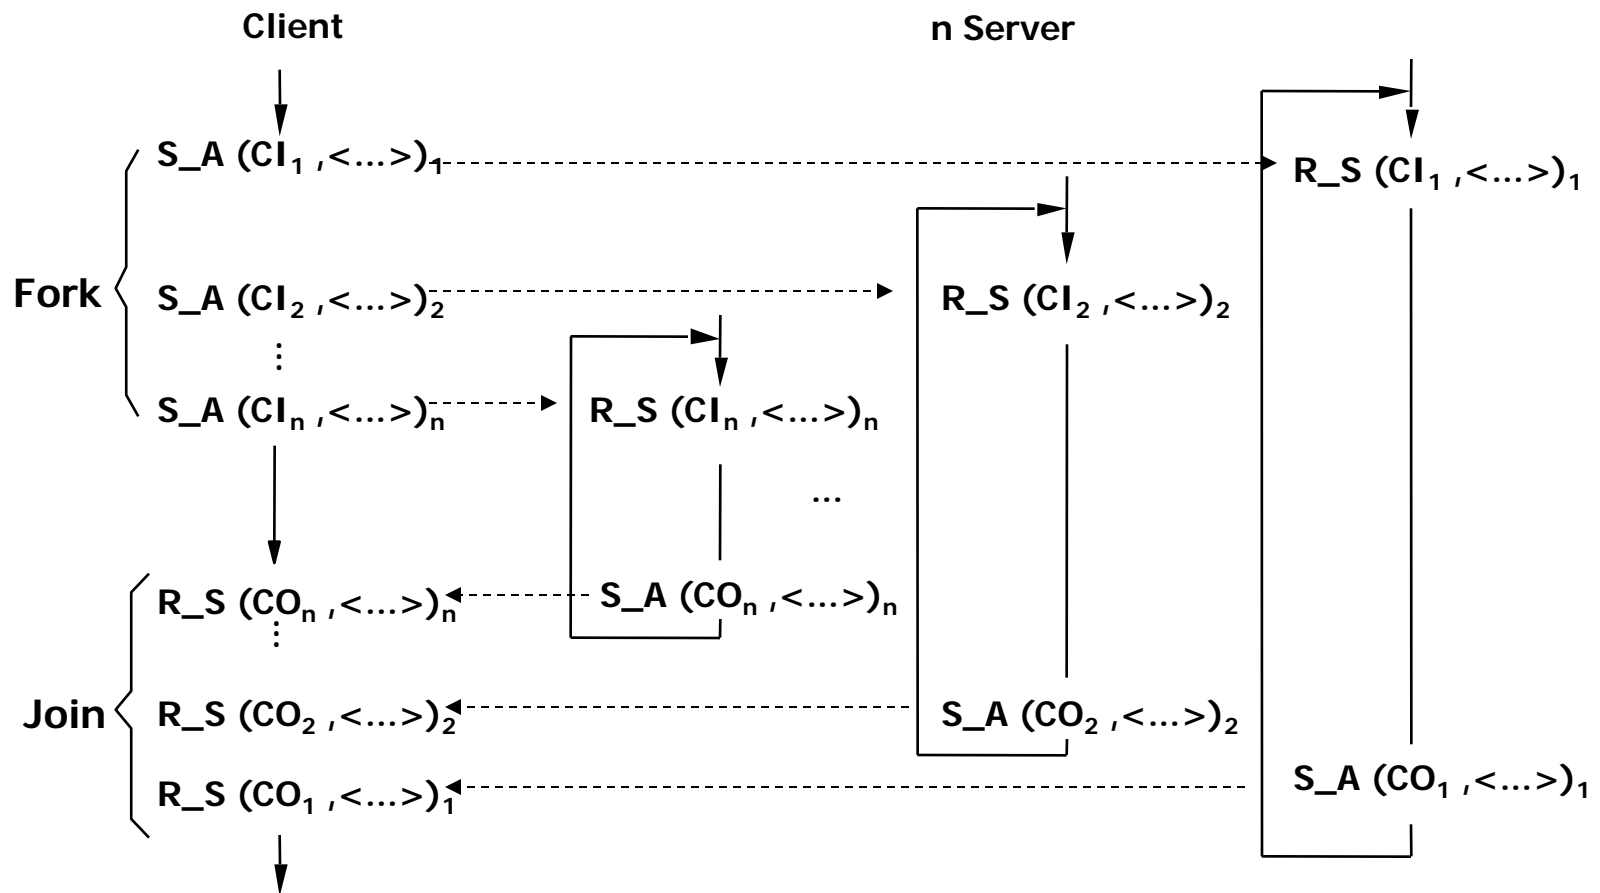 Client
n Server
S_A (CI1 ,<...>)1
R_S (CI1 ,<...>)1
Fork
S_A (CI2 ,<...>)2
R_S (CI2 ,<...>)2
⋮
S_A (CIn ,<...>)n
R_S (CIn ,<...>)n
...
R_S (COn ,<...>)n
S_A (COn ,<...>)n
⋮
Join
R_S (CO2 ,<...>)2
S_A (CO2 ,<...>)2
R_S (CO1 ,<...>)1
S_A (CO1 ,<...>)1